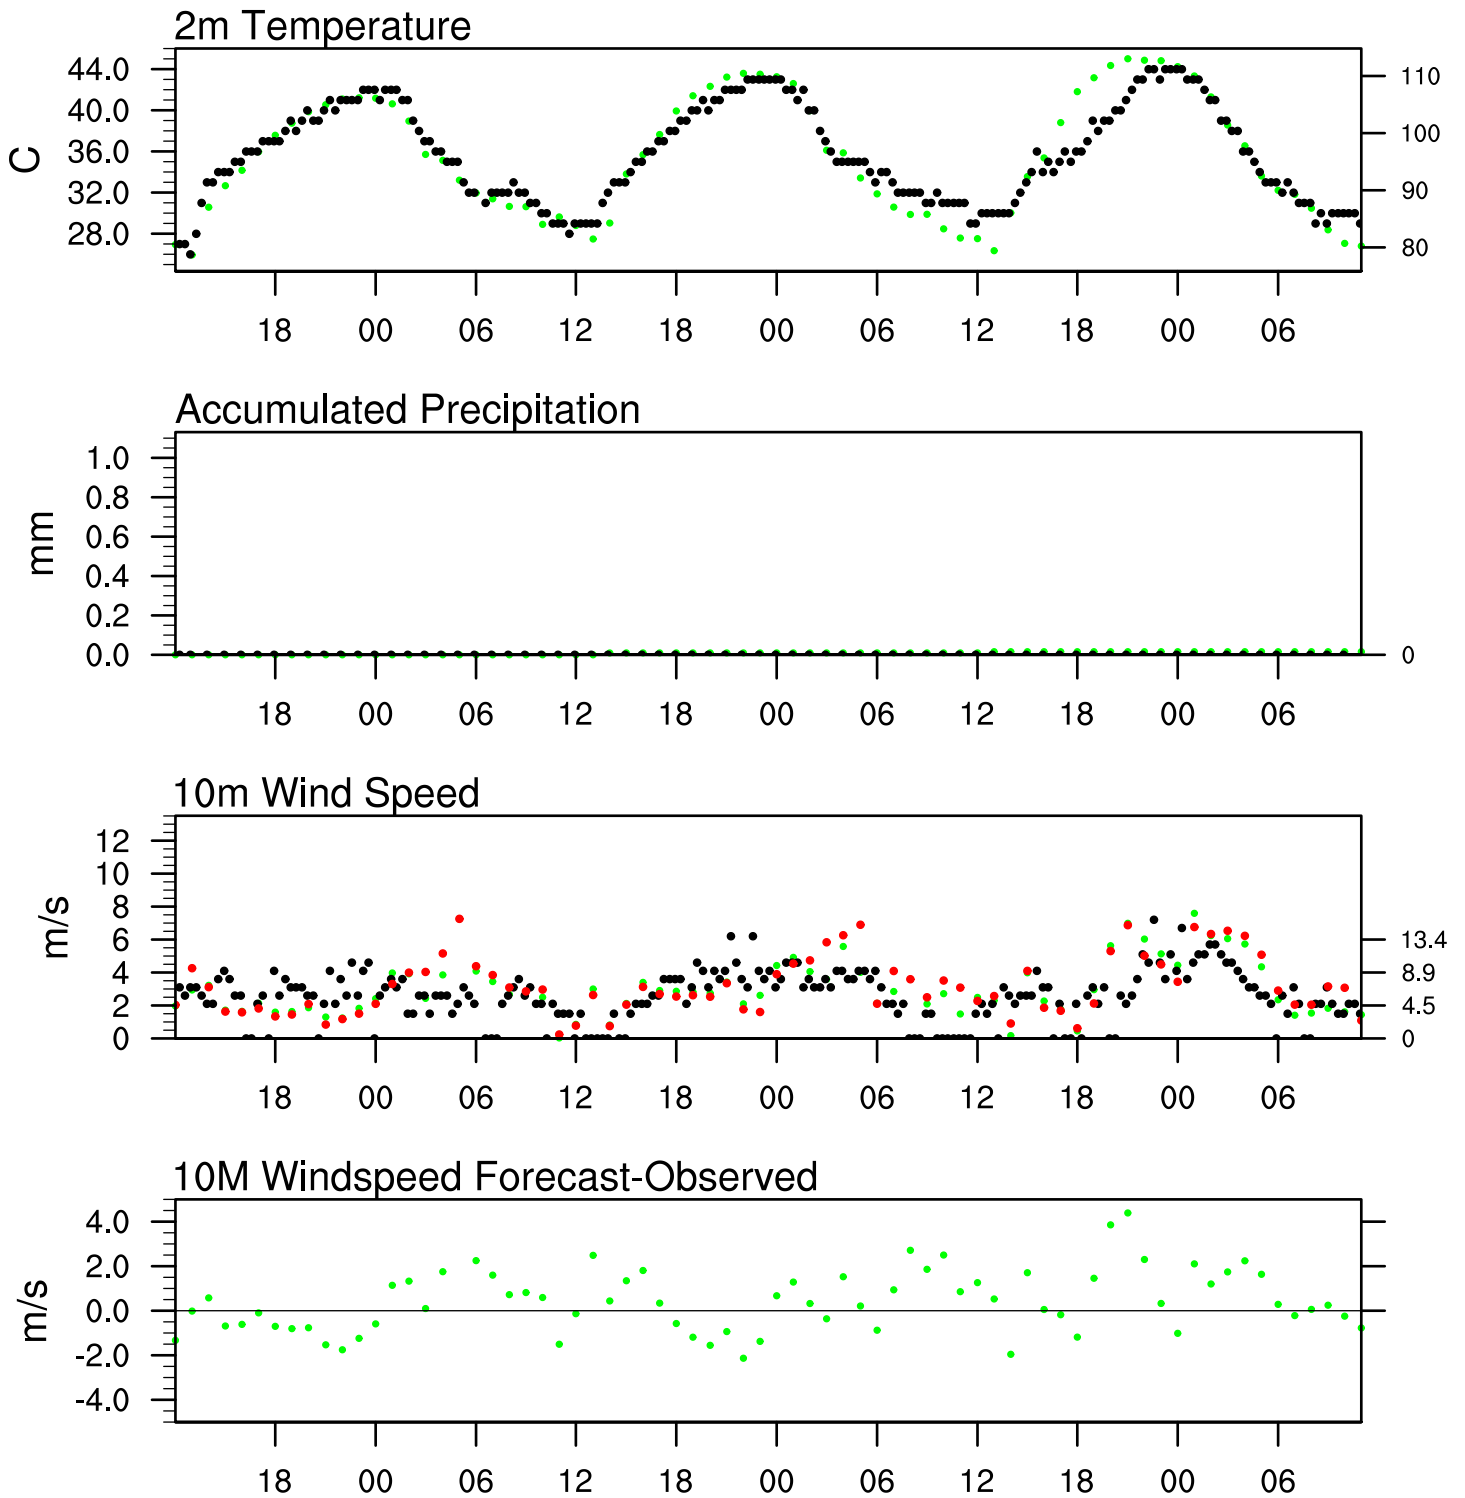 2m Temperature
44.0
40.0
36.0
32.0
28.0
C
110
100
90
80
18 00 06 12 18 00 06 12 18 00 06
Accumulated Precipitation
1.0
0.8
0.6
0.4
0.2
0.0
mm
0
18 00 06 12 18 00 06 12 18 00 06
10m Wind Speed
12
10
8
6
4
2
0
m/s
13.4
8.9
4.5
0
18 00 06 12 18 00 06 12 18 00 06
10M Windspeed Forecast-Observed
4.0
2.0
0.0
-2.0
-4.0
m/s
18 00 06 12 18 00 06 12 18 00 06